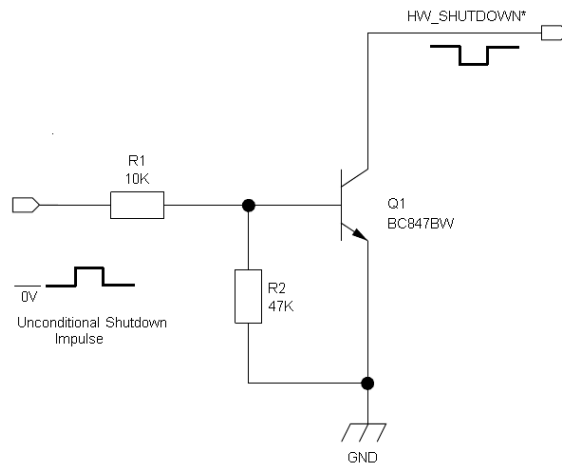 HW_SHUTDOWN*
R1
10K
Q1
BC847BW
0V
R2
47K
Unconditional Shutdown
Impulse
GND